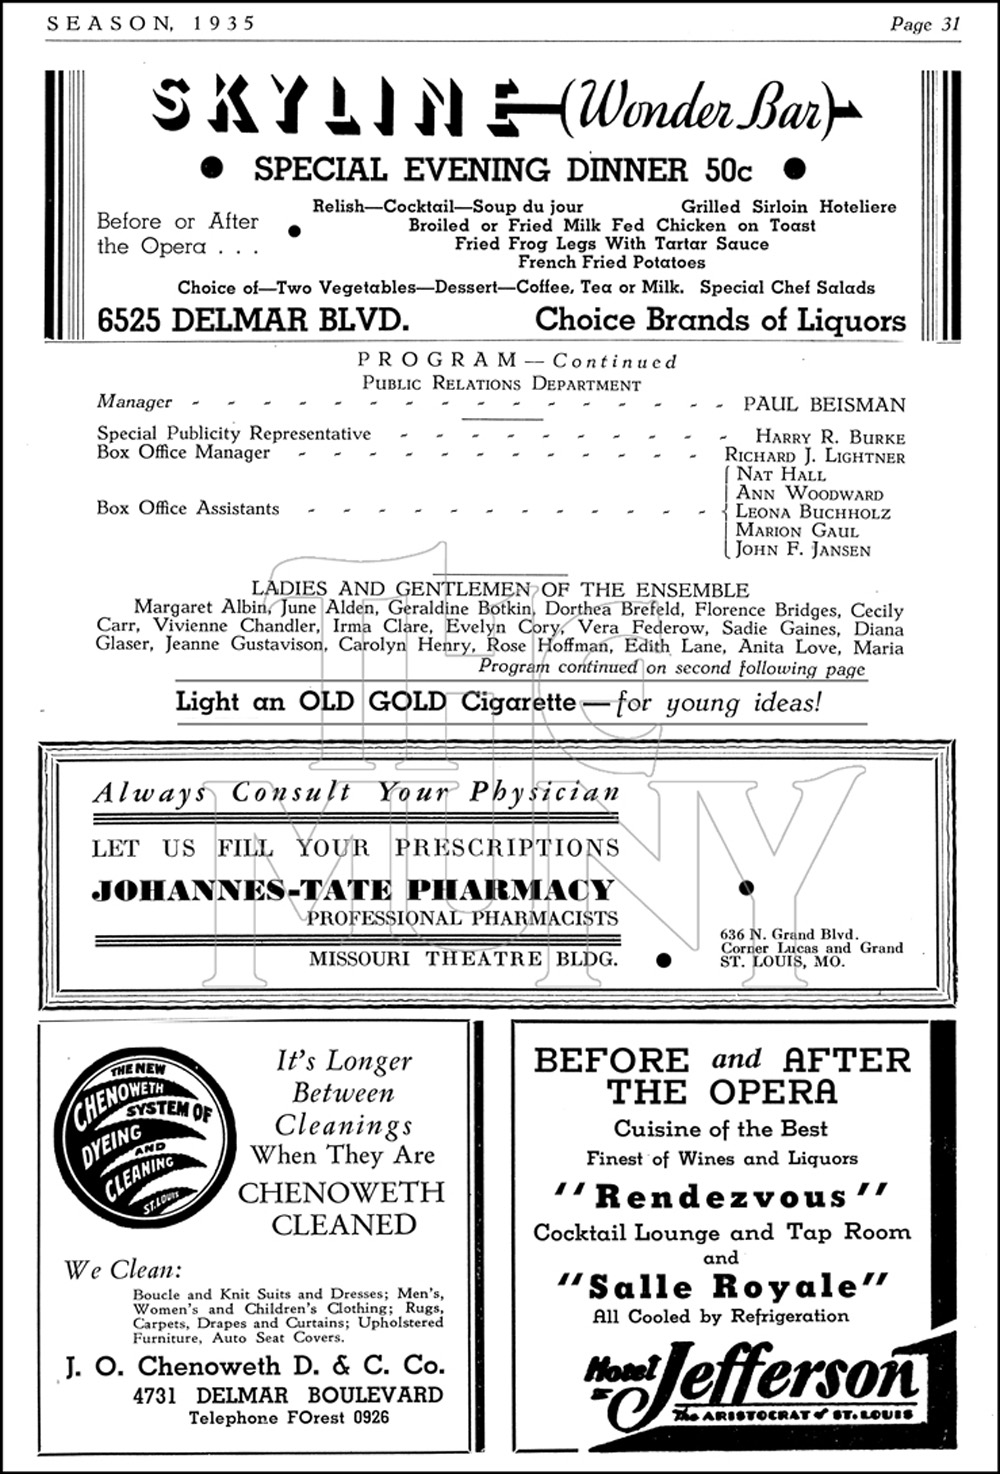 SEASON, 1935
Page 31
SKYLINE (Wonder Bar)
● SPECIAL EVENING DINNER 50c ●
Before or After
the Opera . . .
●
Relish—Cocktail—Soup du jour Grilled Sirloin Hoteliere
Broiled or Fried Milk Fed Chicken on Toast
Fried Frog Legs With Tartar Sauce
French Fried Potatoes
Choice of—Two Vegetables—Dessert—Coffee, Tea or Milk. Special Chef Salads
6525 DELMAR BLVD. Choice Brands of Liquors
PROGRAM—Continued
PUBLIC RELATIONS DEPARTMENT
Manager - - - - - - - - - - - - - - - - PAUL BEISMAN
Special Publicity Representative - - - - - - - - - - - HARRY R. BURKE
Box Office Manager - - - - - - - - - - - - RICHARD J. LIGHTNER
Box Office Assistants - - - - - - - - - - - -
NAT HALL
ANN WOODWARD
LEONA BUCHHOLZ
MARION GAUL
JOHN F. JANSEN
LADIES AND GENTLEMEN OF THE ENSEMBLE
Margaret Albin, June Alden, Geraldine Botkin, Dorthea Brefeld, Florence Bridges, Cecily
Carr, Vivienne Chandler, Irma Clare, Evelyn Cory, Vera Federow, Sadie Gaines, Diana
Glaser, Jeanne Gustavison, Carolyn Henry, Rose Hoffman, Edith Lane, Anita Love, Maria
Program continued on second following page
Light an OLD GOLD Cigarette—for young ideas!
THE
MUNY
Always Consult Your Physician
LET US FILL YOUR PRESCRIPTIONS
JOHANNES-TATE PHARMACY
PROFESSIONAL PHARMACISTS
MISSOURI THEATRE BLDG. ●
●
636 N. Grand Blvd.
Corner Lucas and Grand
ST. LOUIS, MO.
THE NEW
CHENOWETH
SYSTEM OF
DYEING
AND
CLEANING
ST. LOUIS
It's Longer
Between
Cleanings
When They Are
CHENOWETH
CLEANED
We Clean:
Boucle and Knit Suits and Dresses; Men's,
Women's and Children's Clothing; Rugs,
Carpets, Drapes and Curtains; Upholstered
Furniture, Auto Seat Covers.
J. O. Chenoweth D. & C. Co.
4731 DELMAR BOULEVARD
Telephone FOrest 0926
BEFORE and AFTER
THE OPERA
Cuisine of the Best
Finest of Wines and Liquors
"Rendezvous"
Cocktail Lounge and Tap Room
and
"Salle Royale"
All Cooled by Refrigeration
Hotel Jefferson
The ARISTOCRAT of ST. LOUIS